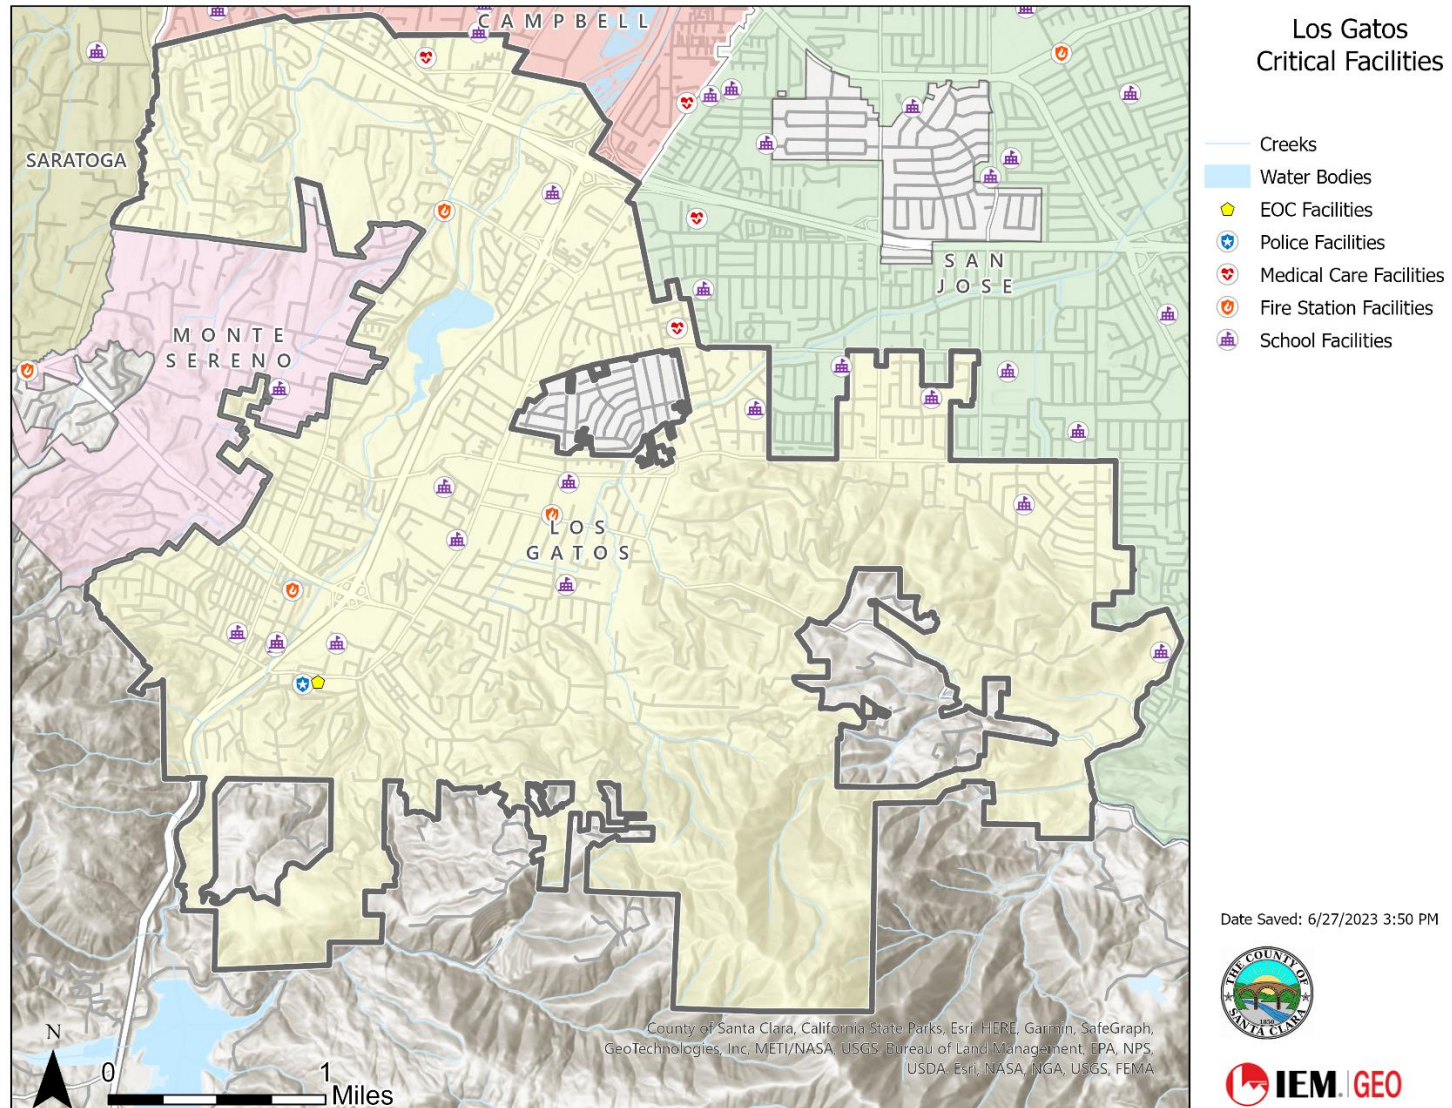 Los Gatos
Critical Facilities
Creeks
Water Bodies
EOC Facilities
Police Facilities
Medical Care Facilities
Fire Station Facilities
School Facilities
CAMPBELL
SARATOGA
SAN
JOSE
MONTE
SERENO
LOS
GATOS
Date Saved: 6/27/2023 3:50 PM
THE COUNTY OF
SANTA CLARA
1850
County of Santa Clara, California State Parks, Esri, HERE, Garmin, SafeGraph,
GeoTechnologies, Inc, METI/NASA, USGS, Bureau of Land Management, EPA, NPS,
USDA. Esri, NASA, NGA, USGS, FEMA
N
0 1
Miles
IEM. GEO